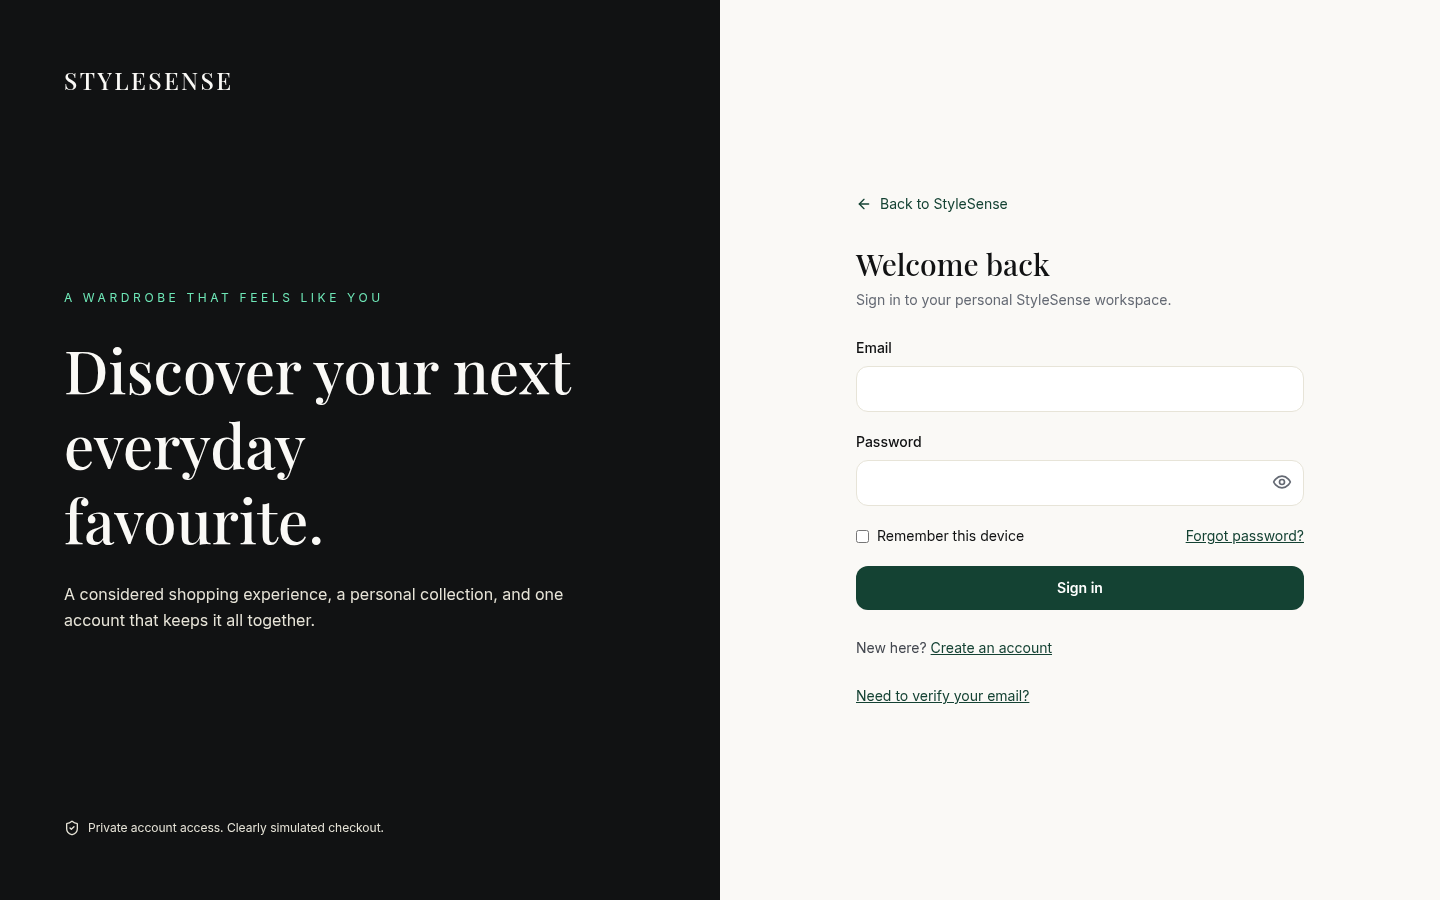 STYLESENSE
A WARDROBE THAT FEELS LIKE YOU
Discover your next
everyday
favourite.
A considered shopping experience, a personal collection, and one
account that keeps it all together.
Private account access. Clearly simulated checkout.
Back to StyleSense
Welcome back
Sign in to your personal StyleSense workspace.
Email
Password
Remember this device
Forgot password?
Sign in
New here? Create an account
Need to verify your email?